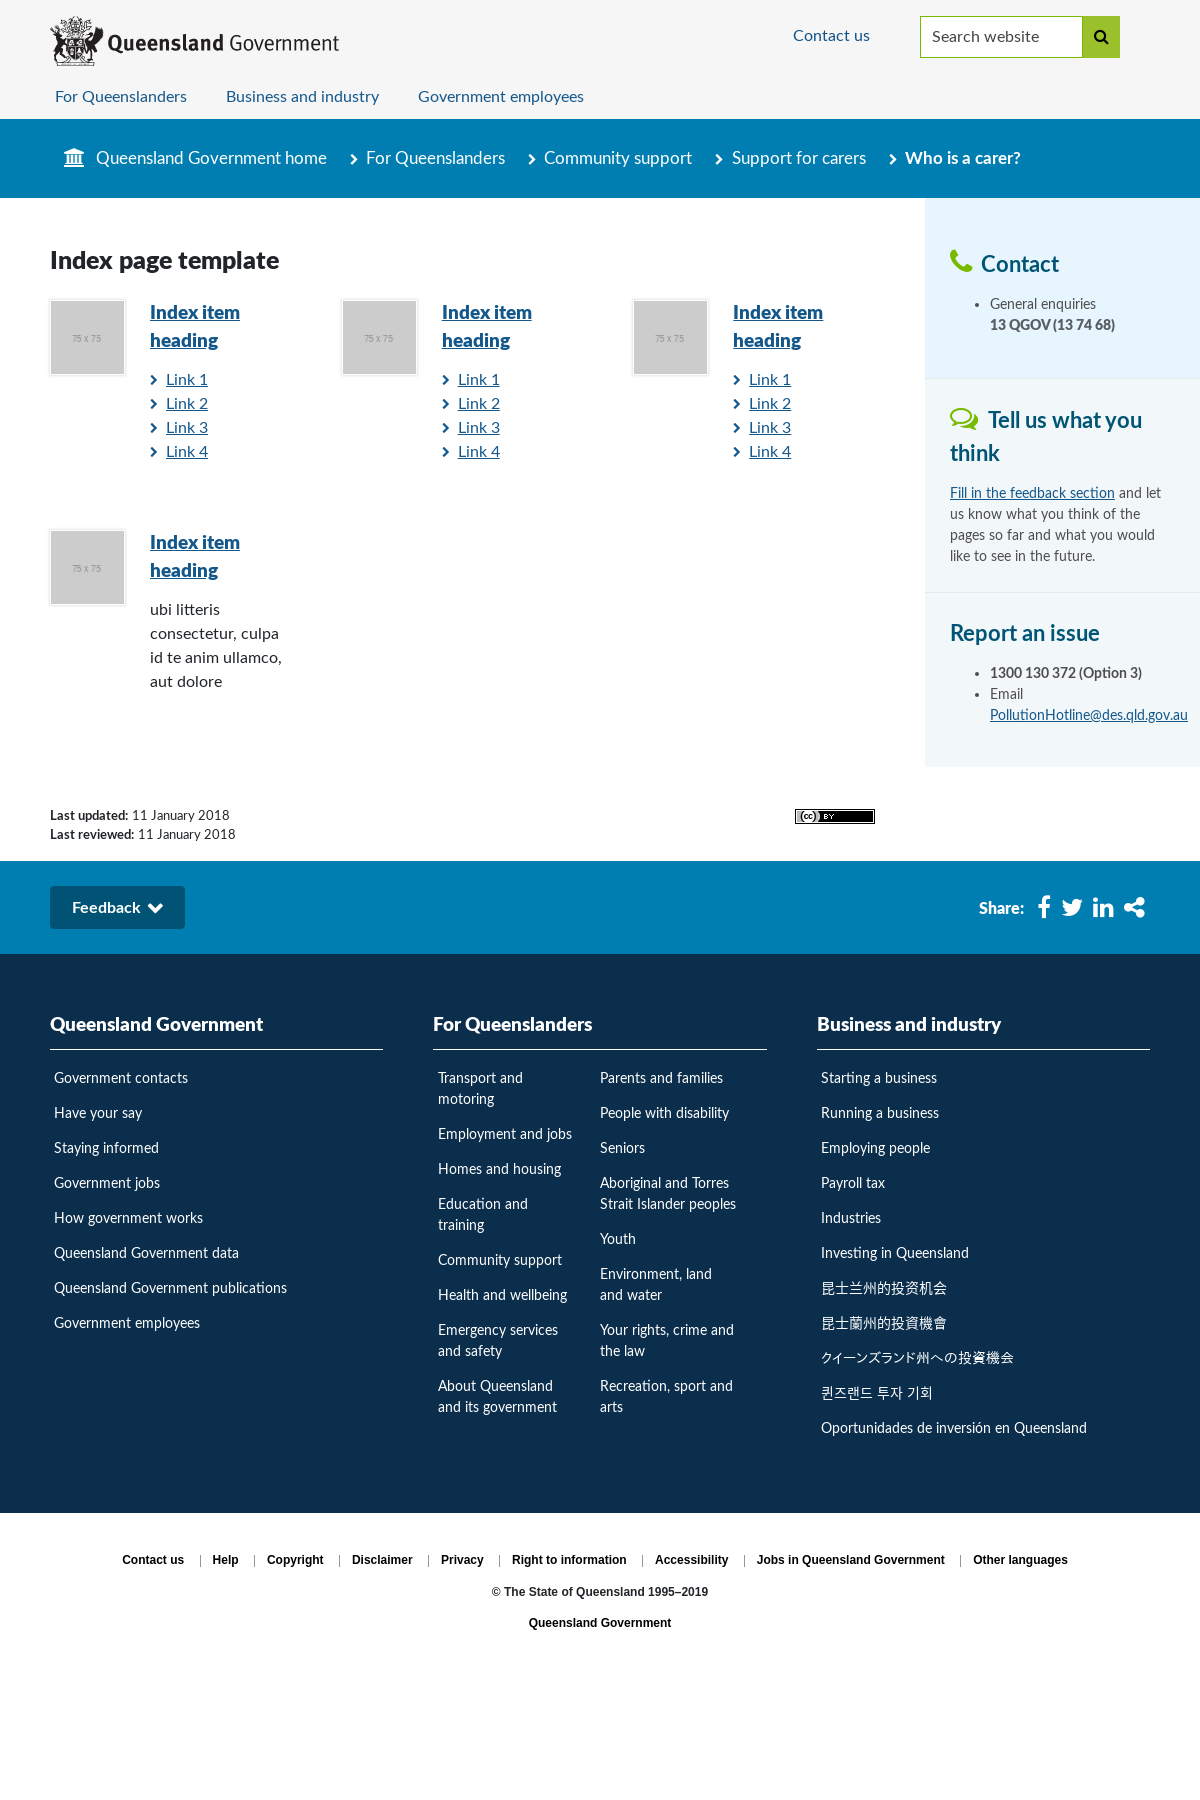 Queensland Government
Contact us
Search website
For Queenslanders
Business and industry
Government employees
Queensland Government home
For Queenslanders
Community support
Support for carers
Who is a carer?
Index page template
75 x 75
Index item
heading
Link 1
Link 2
Link 3
Link 4
75 x 75
Index item
heading
Link 1
Link 2
Link 3
Link 4
75 x 75
Index item
heading
Link 1
Link 2
Link 3
Link 4
75 x 75
Index item
heading
ubi litteris
consectetur, culpa
id te anim ullamco,
aut dolore
Contact
General enquiries
13 QGOV (13 74 68)
Tell us what you
think
Fill in the feedback section and let
us know what you think of the
pages so far and what you would
like to see in the future.
Report an issue
1300 130 372 (Option 3)
Email
PollutionHotline@des.qld.gov.au
Last updated: 11 January 2018
Last reviewed: 11 January 2018
(cc) BY
Feedback
Share:
Queensland Government
Government contacts
Have your say
Staying informed
Government jobs
How government works
Queensland Government data
Queensland Government publications
Government employees
For Queenslanders
Transport and
motoring
Employment and jobs
Homes and housing
Education and
training
Community support
Health and wellbeing
Emergency services
and safety
About Queensland
and its government
Parents and families
People with disability
Seniors
Aboriginal and Torres
Strait Islander peoples
Youth
Environment, land
and water
Your rights, crime and
the law
Recreation, sport and
arts
Business and industry
Starting a business
Running a business
Employing people
Payroll tax
Industries
Investing in Queensland
昆士兰州的投资机会
昆士蘭州的投資機會
クイーンズランド州への投資機会
퀸즈랜드 투자 기회
Oportunidades de inversión en Queensland
Contact us
Help
Copyright
Disclaimer
Privacy
Right to information
Accessibility
Jobs in Queensland Government
Other languages
© The State of Queensland 1995–2019
Queensland Government